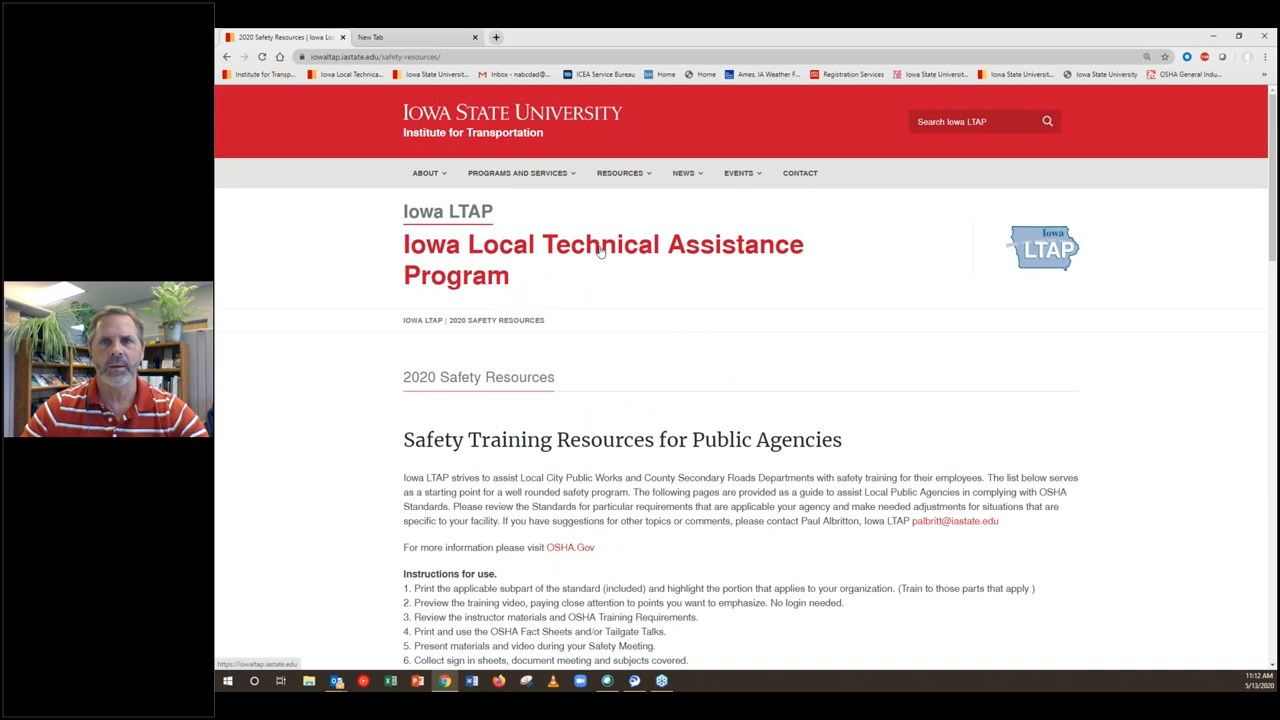 2020 Safety Resources | Iowa Loc
New Tab
iowaltap.iastate.edu/safety-resources/
Institute for Transp...
Iowa Local Technica...
Iowa State Universit...
Inbox - nabcdad@...
ICEA Service Bureau
Home
Home
Ames, IA Weather F...
Registration Services
Iowa State Universit...
Iowa State Universit...
Iowa State University
OSHA General Indu...
IOWA STATE UNIVERSITY
Institute for Transportation
Search Iowa LTAP
ABOUT
PROGRAMS AND SERVICES
RESOURCES
NEWS
EVENTS
CONTACT
Iowa LTAP
Iowa Local Technical Assistance
Program
Iowa
LTAP
IOWA LTAP | 2020 SAFETY RESOURCES
2020 Safety Resources
Safety Training Resources for Public Agencies
Iowa LTAP strives to assist Local City Public Works and County Secondary Roads Departments with safety training for their employees. The list below serves
as a starting point for a well rounded safety program. The following pages are provided as a guide to assist Local Public Agencies in complying with OSHA
Standards. Please review the Standards for particular requirements that are applicable your agency and make needed adjustments for situations that are
specific to your facility. If you have suggestions for other topics or comments, please contact Paul Albritton, Iowa LTAP palbritt@iastate.edu
For more information please visit OSHA.Gov
Instructions for use.
1. Print the applicable subpart of the standard (included) and highlight the portion that applies to your organization. (Train to those parts that apply )
2. Preview the training video, paying close attention to points you want to emphasize. No login needed.
3. Review the instructor materials and OSHA Training Requirements.
4. Print and use the OSHA Fact Sheets and/or Tailgate Talks.
5. Present materials and video during your Safety Meeting.
6. Collect sign in sheets, document meeting and subjects covered.
https://iowaltap.iastate.edu
11:12 AM
5/13/2020